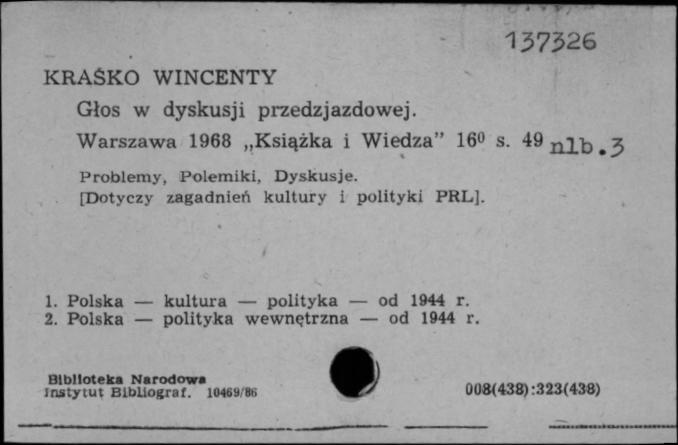 137326
KRAŚKO WINCENTY
Głos w dyskusji przedzjazdowej.
Warszawa 1968 „Książka i Wiedza” 16⁰ s. 49 nlb.3
Problemy, Polemiki, Dyskusje.
[Dotyczy zagadnień kultury i polityki PRL].
1. Polska — kultura — polityka — od 1944 r.
2. Polska — polityka wewnętrzna — od 1944 r.
Biblioteka Narodowa
Instytut Bibliograf. 10469/86
008(438):323(438)